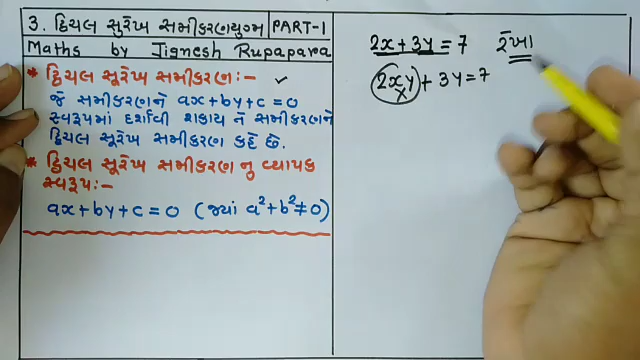 3. દ્વિચલ સુરેખ સમીકરણયુગ્મ PART-1
Maths by Jignesh Rupapara
* દ્વિચલ સૂરેખ સમીકરણ :- ✓
જે સમીકરણને ax+by+c=0
સ્વરૂપમાં દર્શાવી શકાય તે સમીકરણને
દ્વિચલ સુરેખ સમીકરણ કહે છે.
* દ્વિચલ સૂરેખ સમીકરણ નુ વ્યાપક
સ્વરૂપ:-
ax+by+c=0 (જ્યાં a²+b²≠0)
2x+3y=7 રેખા
2xy+3y=7
x